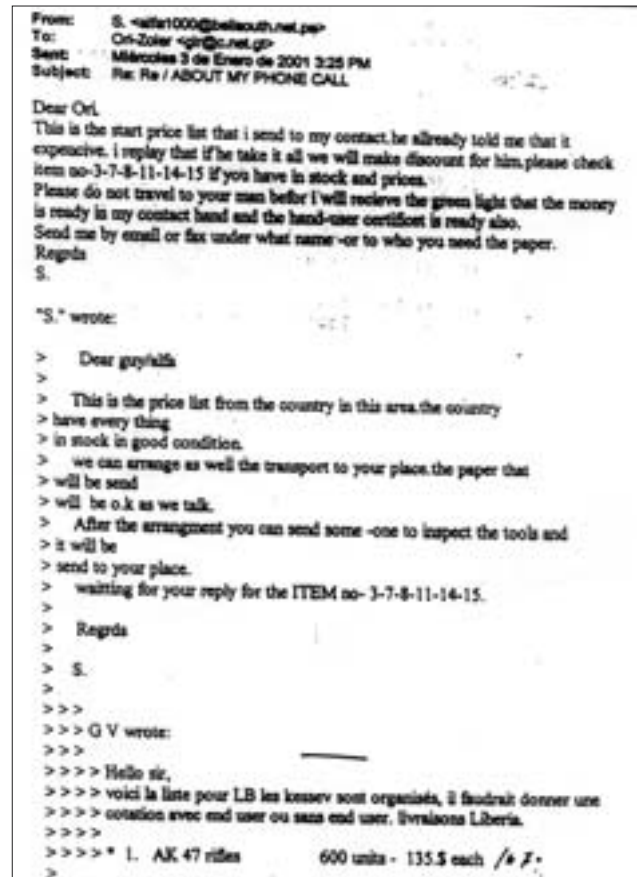 From: S. <alfa1000@bellsouth.net.pa>
To: Ori-Zoler <gir@c.net.gt>
Sent: Miércoles 3 de Enero de 2001 3:25 PM
Subject: Re: Re / ABOUT MY PHONE CALL
Dear Ori,
This is the start price list that i send to my contact.he allready told me that it
expencive. i replay that if he take it all we will make discount for him.please check
item no-3-7-8-11-14-15 if you have in stock and prices.
Please do not travel to your man befor I'will recieve the green light that the money
is ready in my contact hand and the hand-user certificet is ready also.
Send me by email or fax under what name -or to who you need the paper.
Regrds
S.
"S." wrote:
> Dear guy/alfa
>
> This is the price list from the country in this area.the country
> have every thing
> in stock in good condition.
> we can arrange as well the transport to your place.the paper that
> will be send
> will be o.k as we talk.
> After the arrangment you can send some -one to inspect the tools and
> it will be
> send to your place.
> waitting for your reply for the ITEM no- 3-7-8-11-14-15.
>
> Regrds
>
> S.
>
>>>
>>> G V wrote:
>>>
>>>> Hello sir,
>>>> voici la liste pour LB les kessev sont organisés, il faudrait donner une
>>>> cotation avec end user ou sans end user. livraisons Liberia.
>>>>
>>>> * 1. AK 47 rifles 600 units - 135.$ each
>